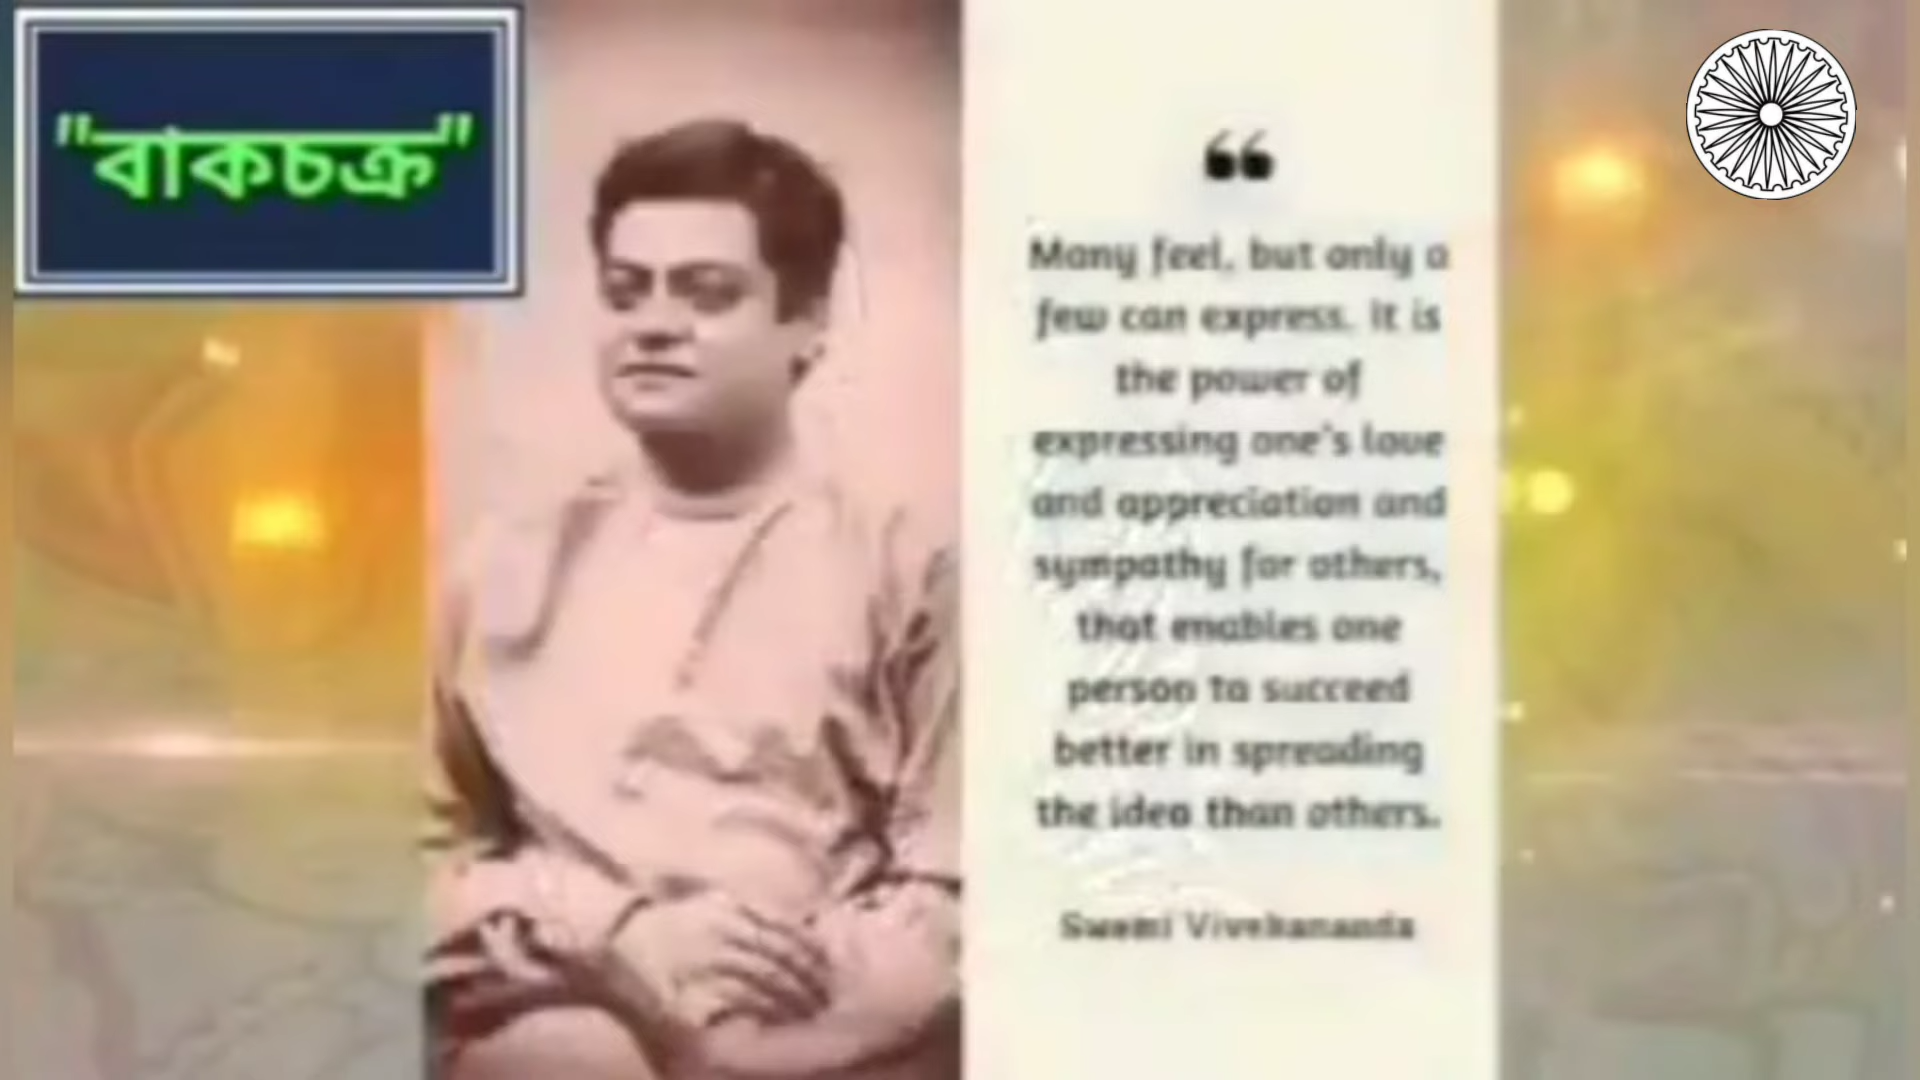 "বাকচক্র"
❝
Many feel, but only a
few can express. It is
the power of
expressing one's love
and appreciation and
sympathy for others,
that enables one
person to succeed
better in spreading
the idea than others.
Swami Vivekananda